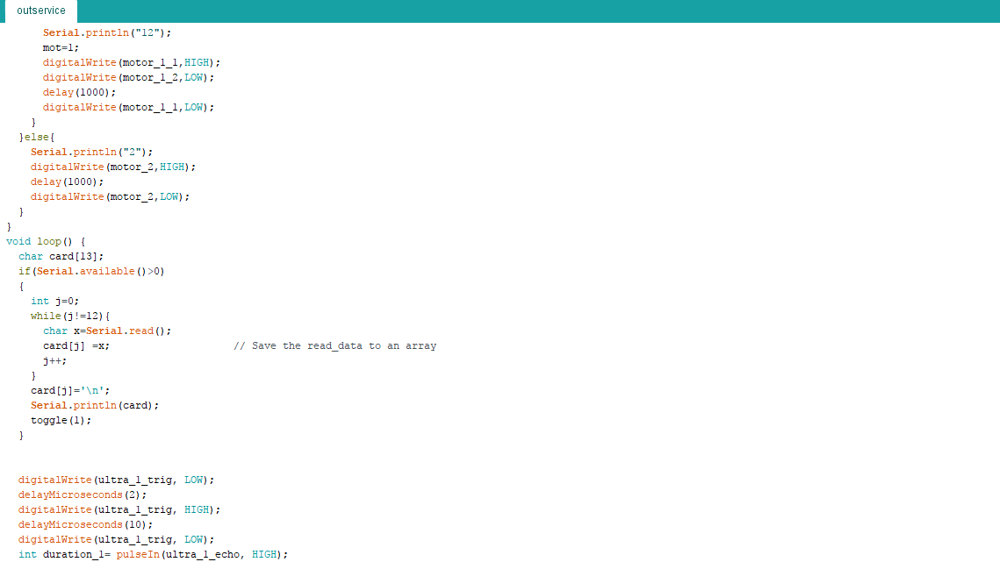 outservice
      Serial.println("12");
      mot=1;
      digitalWrite(motor_1_1,HIGH);
      digitalWrite(motor_1_2,LOW);
      delay(1000);
      digitalWrite(motor_1_1,LOW);
    }
  }else{
    Serial.println("2");
    digitalWrite(motor_2,HIGH);
    delay(1000);
    digitalWrite(motor_2,LOW);
  }
}
void loop() {
  char card[13];
  if(Serial.available()>0)
  {
    int j=0;
    while(j!=12){
      char x=Serial.read();
      card[j] =x;                    // Save the read_data to an array
      j++;
    }
    card[j]='\n';
    Serial.println(card);
    toggle(1);
  }
  digitalWrite(ultra_1_trig, LOW);
  delayMicroseconds(2);
  digitalWrite(ultra_1_trig, HIGH);
  delayMicroseconds(10);
  digitalWrite(ultra_1_trig, LOW);
  int duration_1= pulseIn(ultra_1_echo, HIGH);